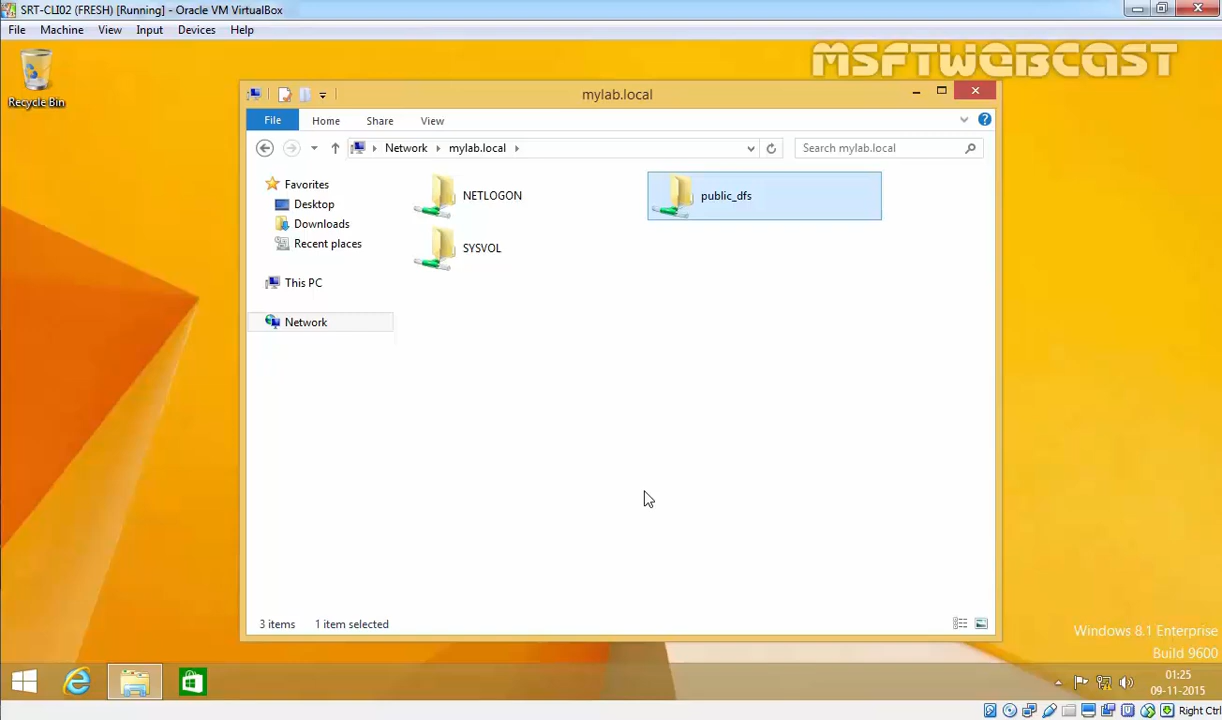 SRT-CLI02 (FRESH) [Running] - Oracle VM VirtualBox
File Machine View Input Devices Help
MSFTWEBCAST
Recycle Bin
mylab.local
File Home Share View
Network mylab.local
Search mylab.local
Favorites
Desktop
Downloads
Recent places
This PC
Network
NETLOGON
public_dfs
SYSVOL
3 items 1 item selected
Windows 8.1 Enterprise
Build 9600
01:25
09-11-2015
Right Ctrl